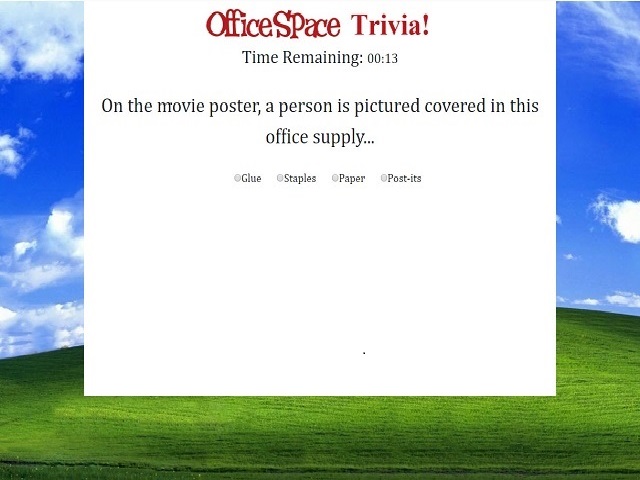 OfficeSpace Trivia!
Time Remaining: 00:13
On the movie poster, a person is pictured covered in this
office supply...
Glue Staples Paper Post-its
.